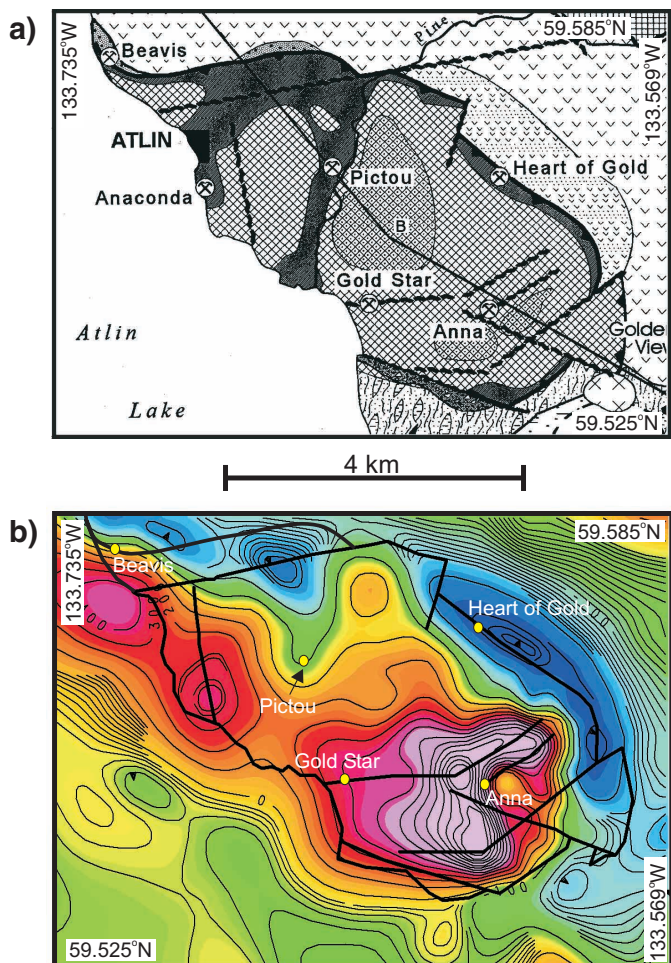 a)
133.735°W
Beavis
Pine
59.585°N
133.569°W
ATLIN
Anaconda
Pictou
Heart of Gold
B
Gold Star
Anna
Golde
View
Atlin
Lake
59.525°N
4 km
b)
133.735°W
59.585°N
Beavis
Heart of Gold
Pictou
Gold Star
Anna
133.569°W
59.525°N